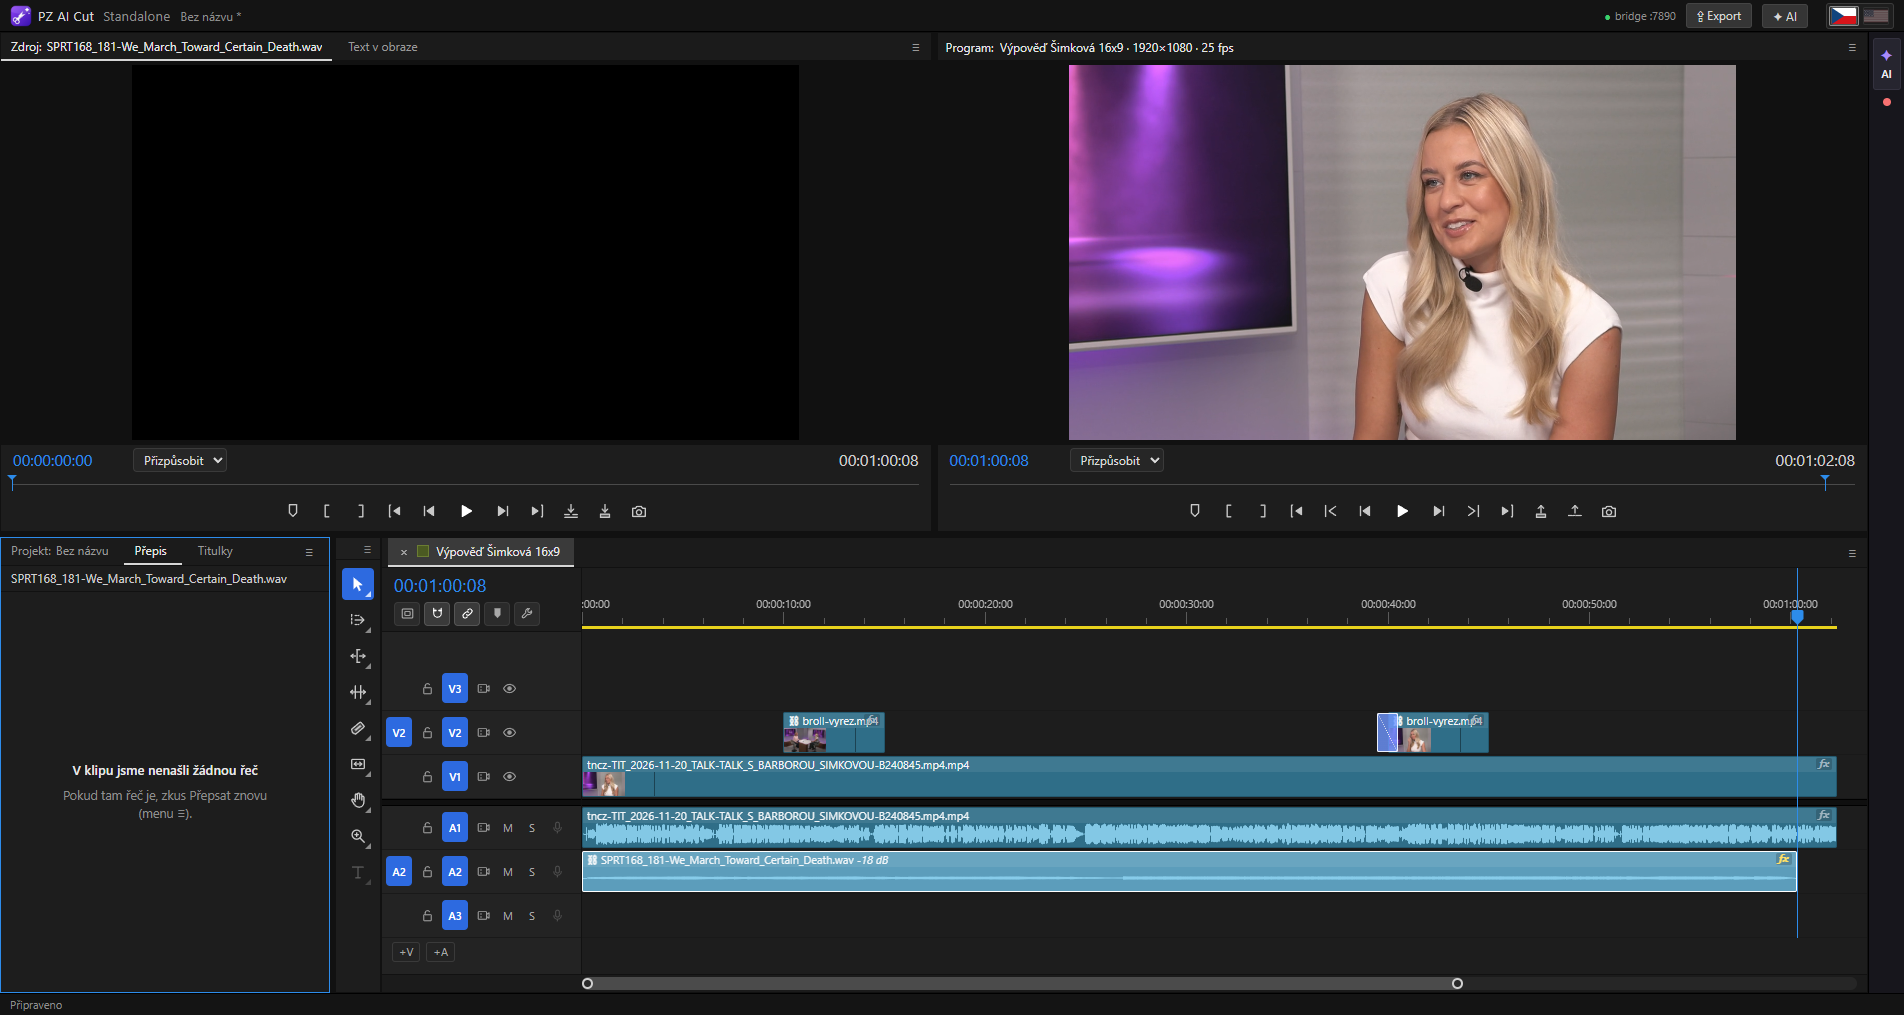 PZ AI Cut Standalone Bez názvu *
bridge :7890 Export AI
Zdroj: SPRT168_181-We_March_Toward_Certain_Death.wav Text v obraze
Program: Výpověď Šimková 16x9 · 1920×1080 · 25 fps
AI
00:00:00:00 Přizpůsobit 00:01:00:08
00:01:00:08 Přizpůsobit 00:01:02:08
Projekt: Bez názvu Přepis Titulky
SPRT168_181-We_March_Toward_Certain_Death.wav
V klipu jsme nenašli žádnou řeč
Pokud tam řeč je, zkus Přepsat znovu
(menu ≡).
× Výpověď Šimková 16x9
00:01:00:08
:00:00 00:00:10:00 00:00:20:00 00:00:30:00 00:00:40:00 00:00:50:00 00:01:00:00
V3
V2 V2 broll-vyrez.mp4 broll-vyrez.mp4
V1 tncz-TIT_2026-11-20_TALK-TALK_S_BARBOROU_SIMKOVOU-B240845.mp4.mp4 fx
A1 M S tncz-TIT_2026-11-20_TALK-TALK_S_BARBOROU_SIMKOVOU-B240845.mp4.mp4 fx
A2 A2 M S SPRT168_181-We_March_Toward_Certain_Death.wav -18 dB fx
A3 M S
+V +A
Připraveno